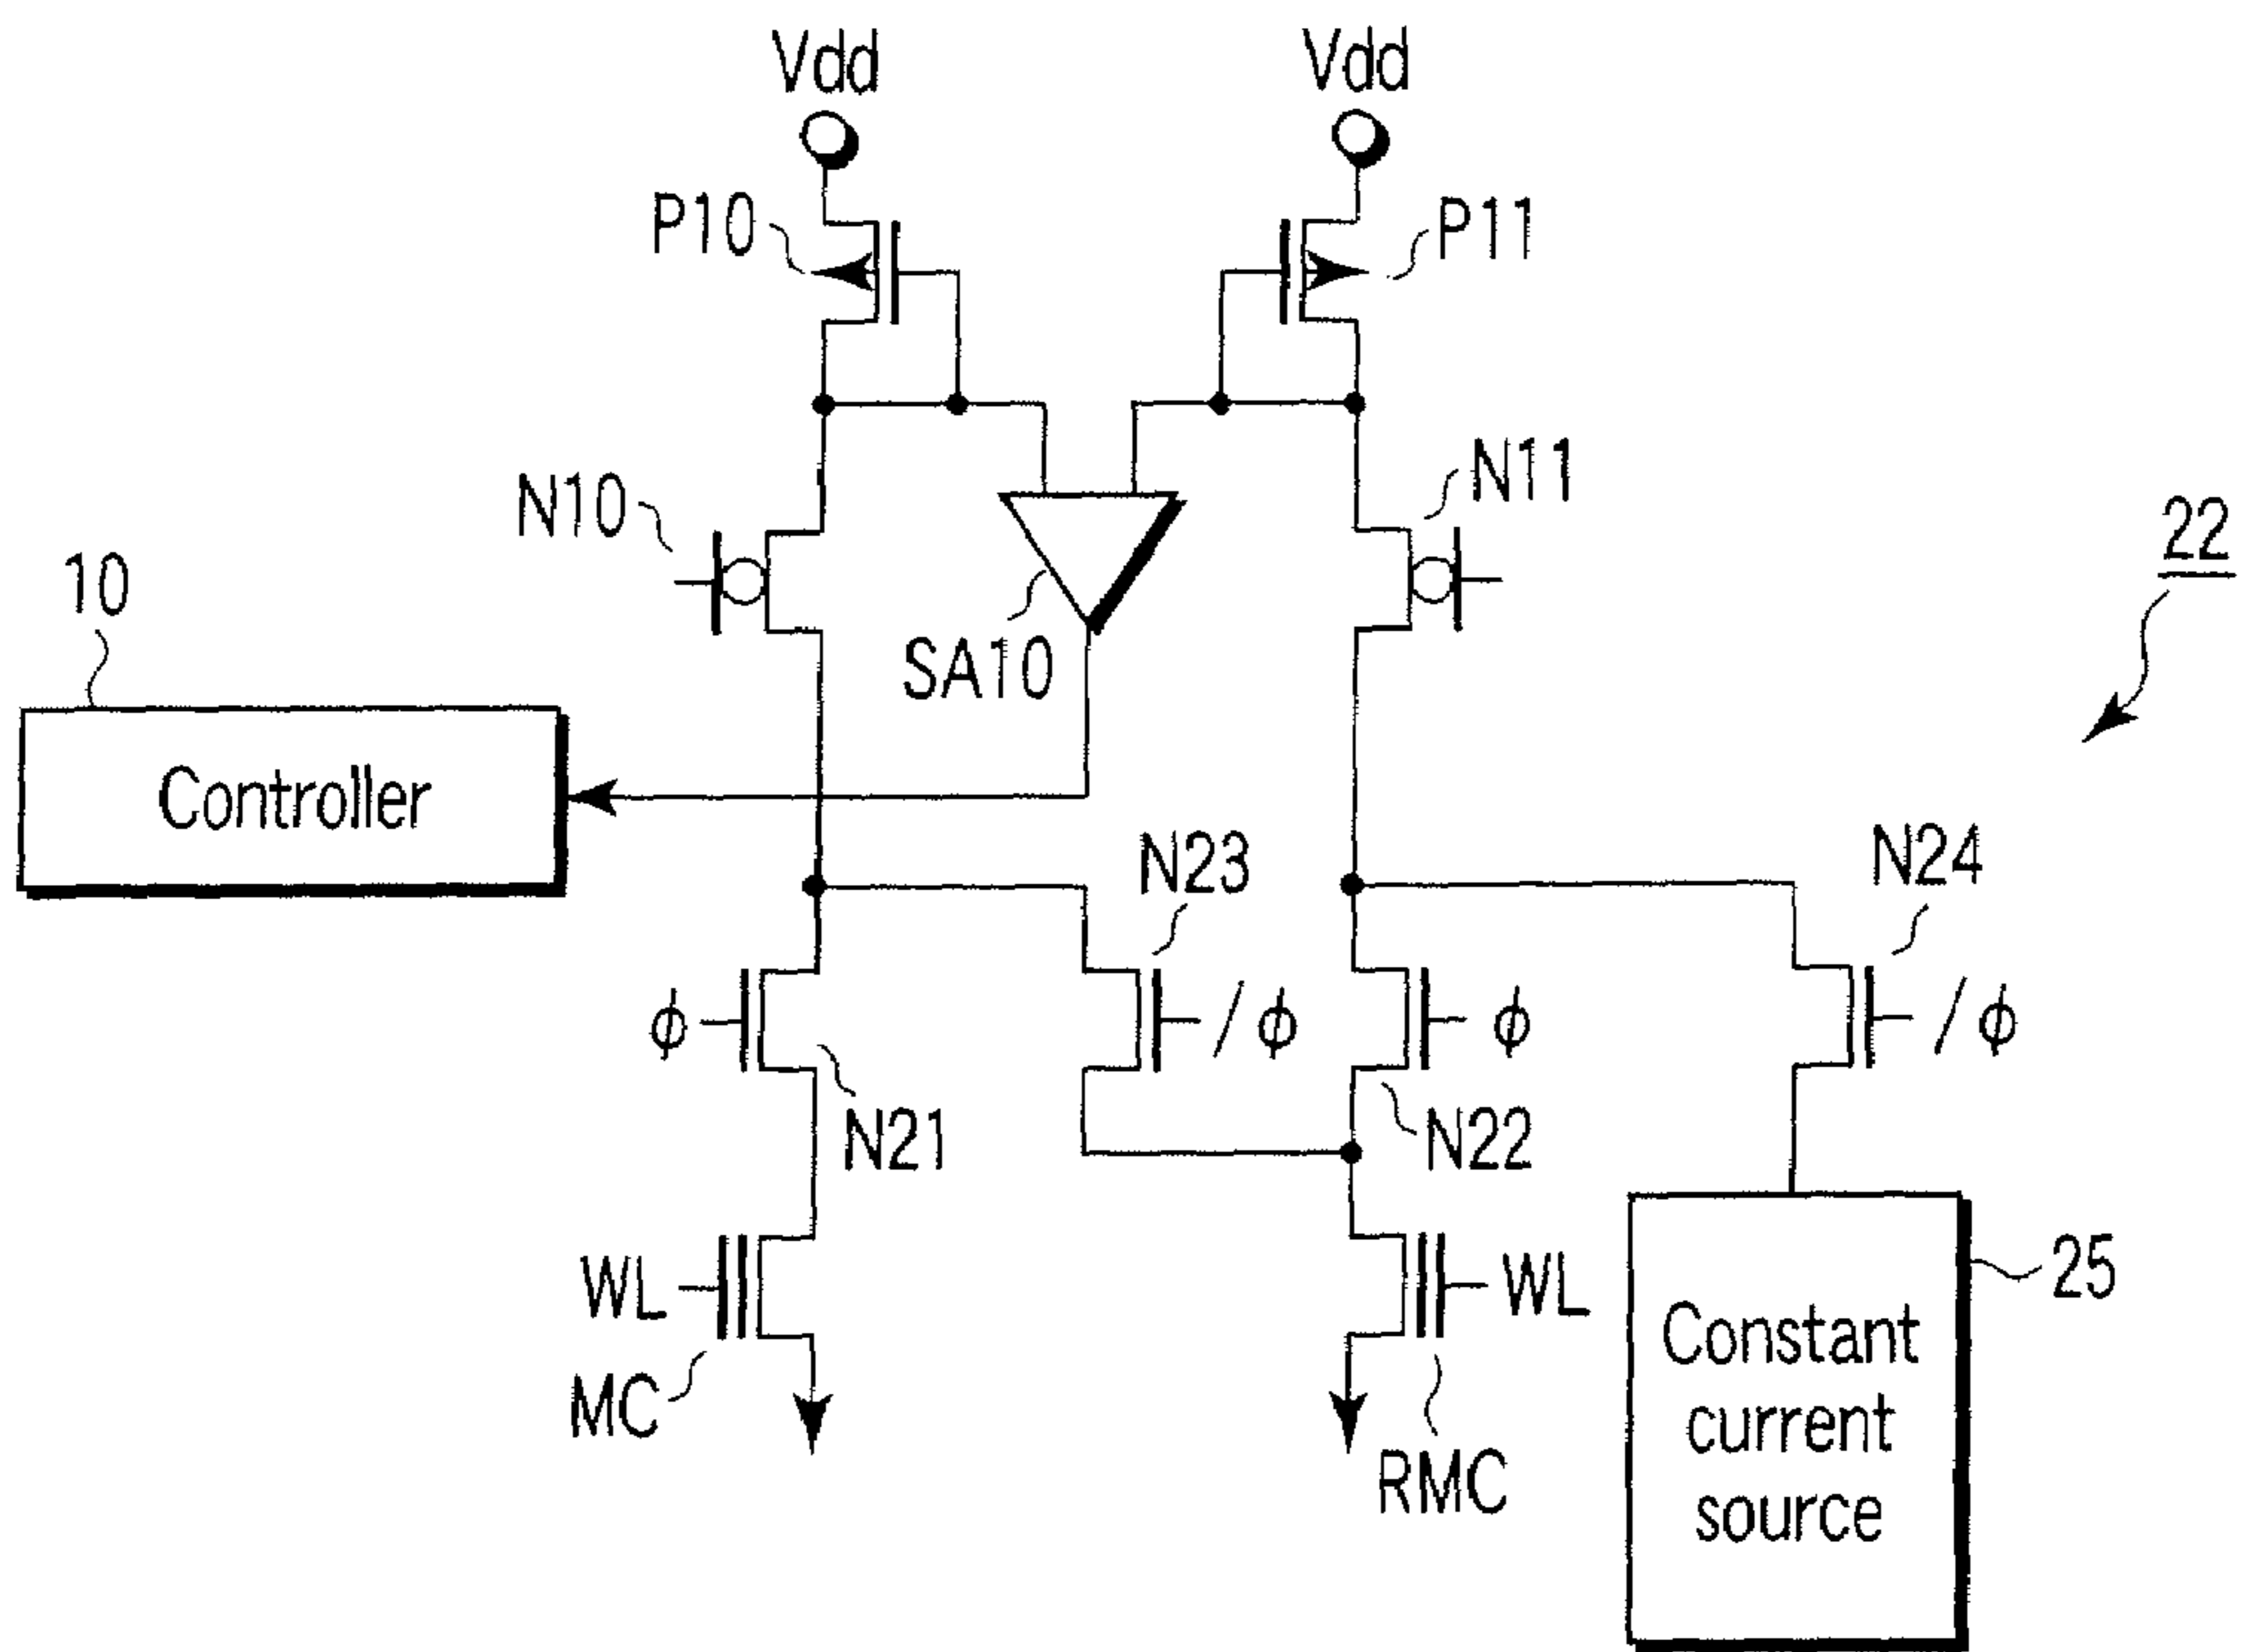 Vdd
Vdd
P10
P11
N10
N11
22
10
SA10
Controller
N23
N24
ϕ
/ϕ
ϕ
/ϕ
N21
N22
WL
WL
25
MC
RMC
Constant
current
source